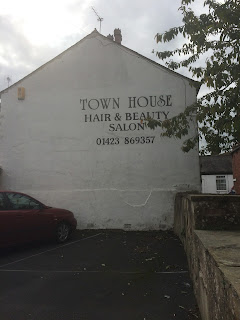 TOWN HOUSE
HAIR & BEAUTY
SALON
01423 869357